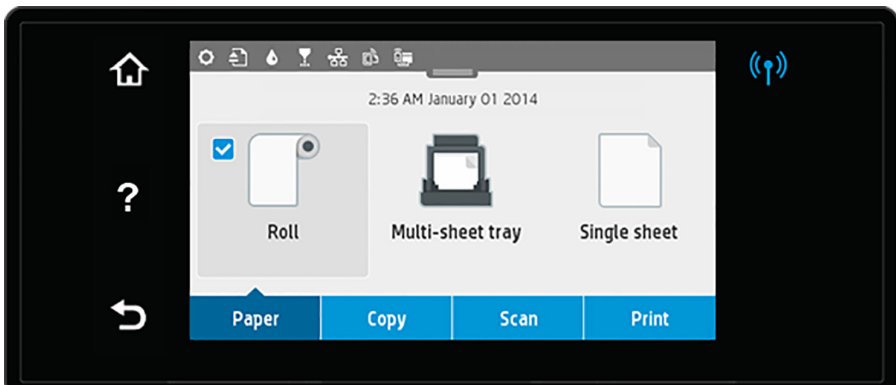 2:36 AM January 01 2014
Roll
Multi-sheet tray
Single sheet
?
Paper
Copy
Scan
Print